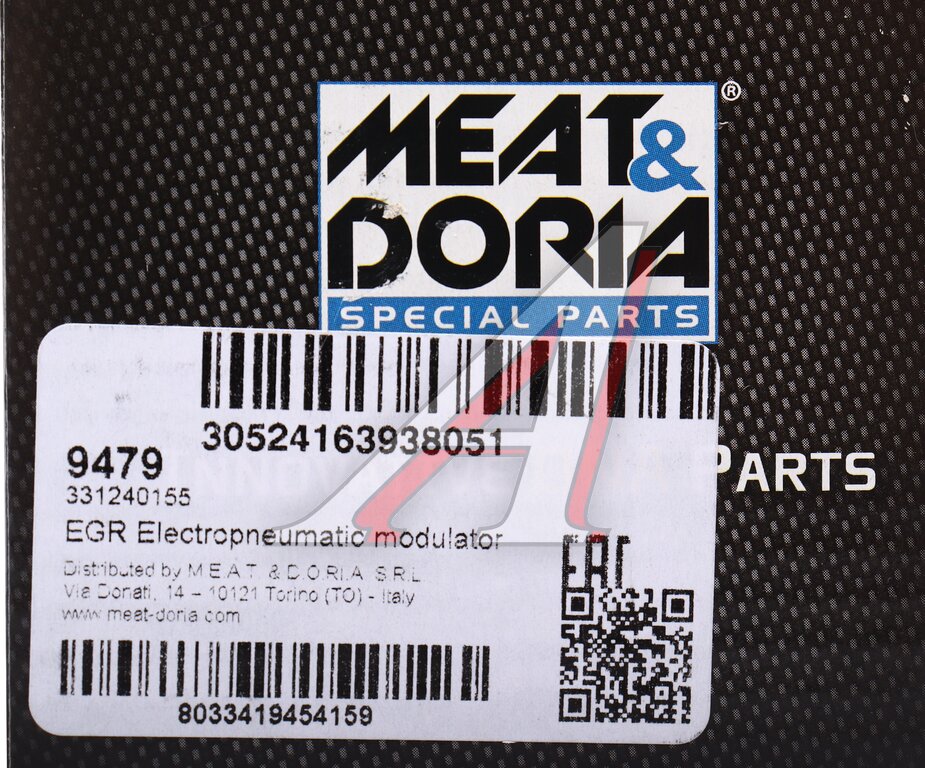 MEAT&
®
DORIA
SPECIAL PARTS
30524163938051
9479
PARTS
331240155
EGR Electropneumatic modulator
Distributed by M.E.A.T. & D.O.R.I.A. S.R.L.
Via Donati, 14 – 10121 Torino (TO) - Italy
www.meat-doria.com
EAC
8033419454159